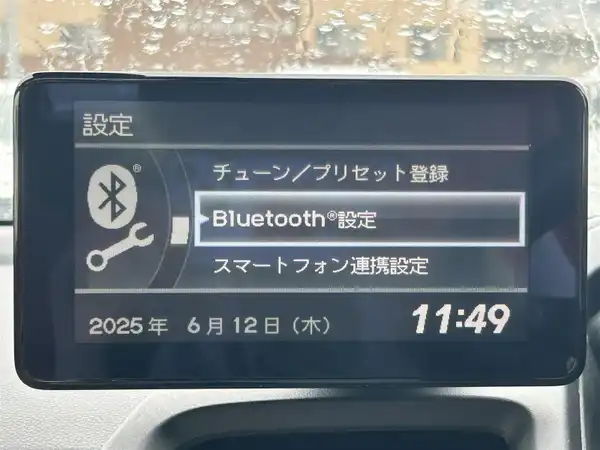 設定
®
チューン／プリセット登録
Bluetooth®設定
スマートフォン連携設定
2025年 6月12日（木） 11:49